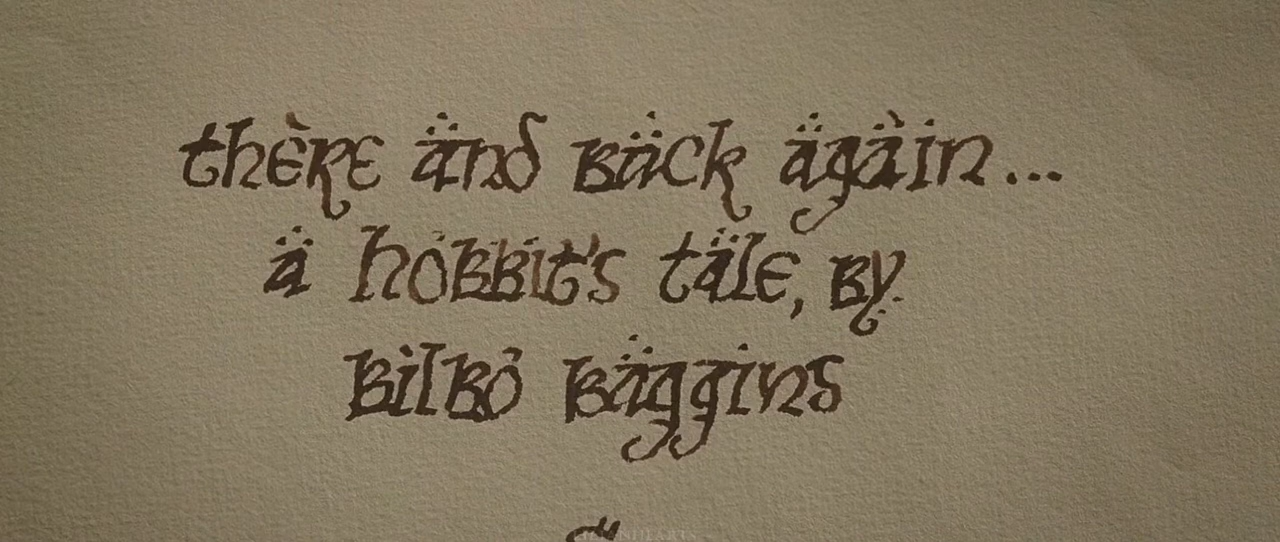 there and back again...
a hobbit's tale, by
Bilbo Baggins